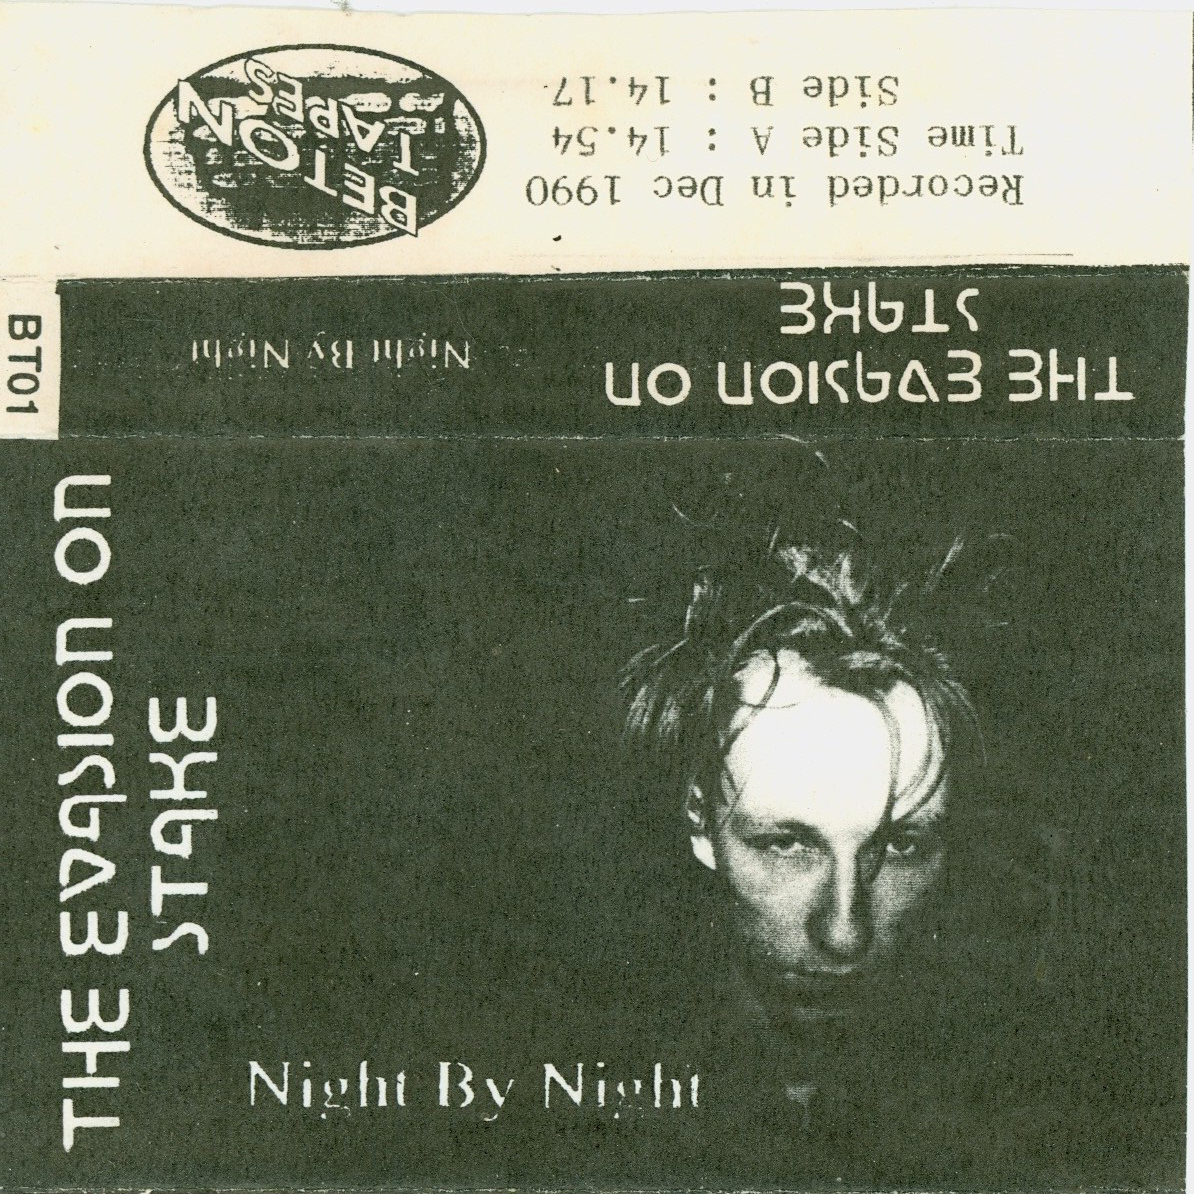 BETON
TAPES
Recorded in Dec 1990
Time Side A : 14.54
Side B : 14.17
BT01
Night By Night
THE EVASION ON
STAKE
THE EVASION ON
STAKE
Night By Night